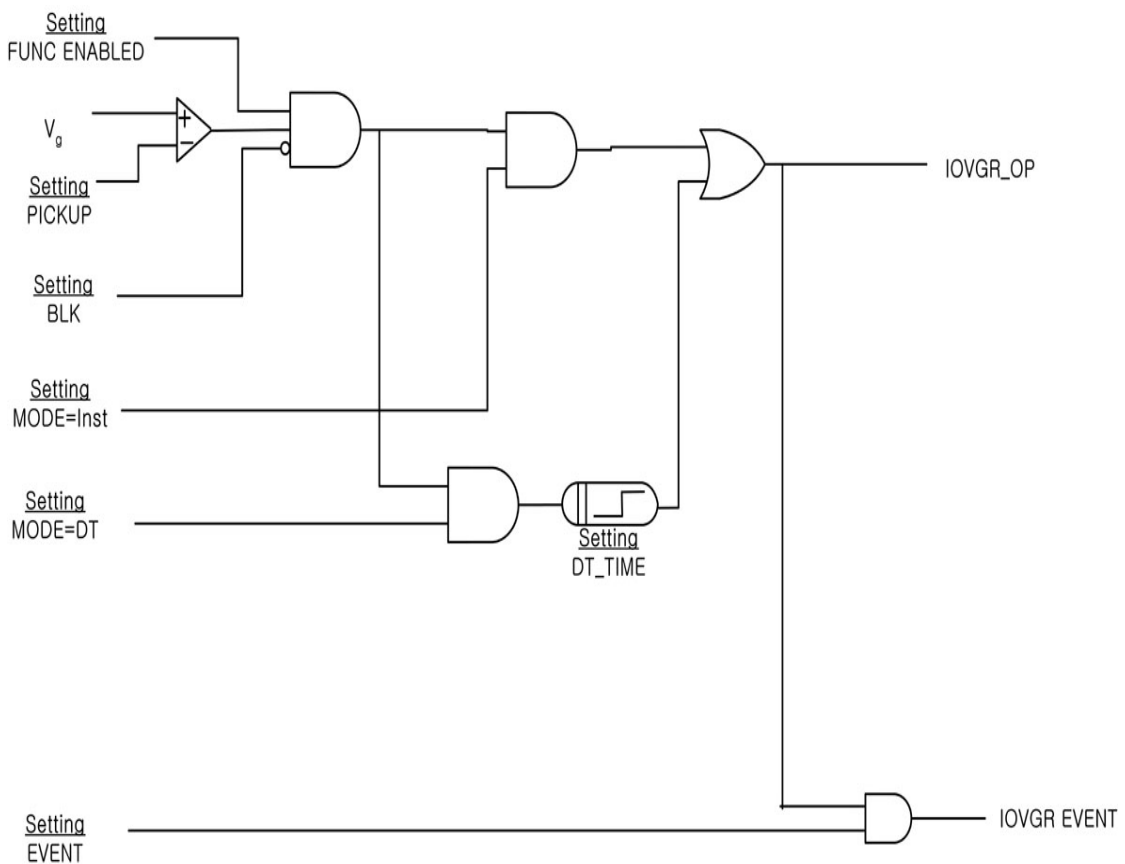 Setting
FUNC ENABLED
+
Vg
−
Setting
PICKUP
IOVGR_OP
Setting
BLK
Setting
MODE=Inst
Setting
MODE=DT
Setting
DT_TIME
Setting
EVENT
IOVGR EVENT